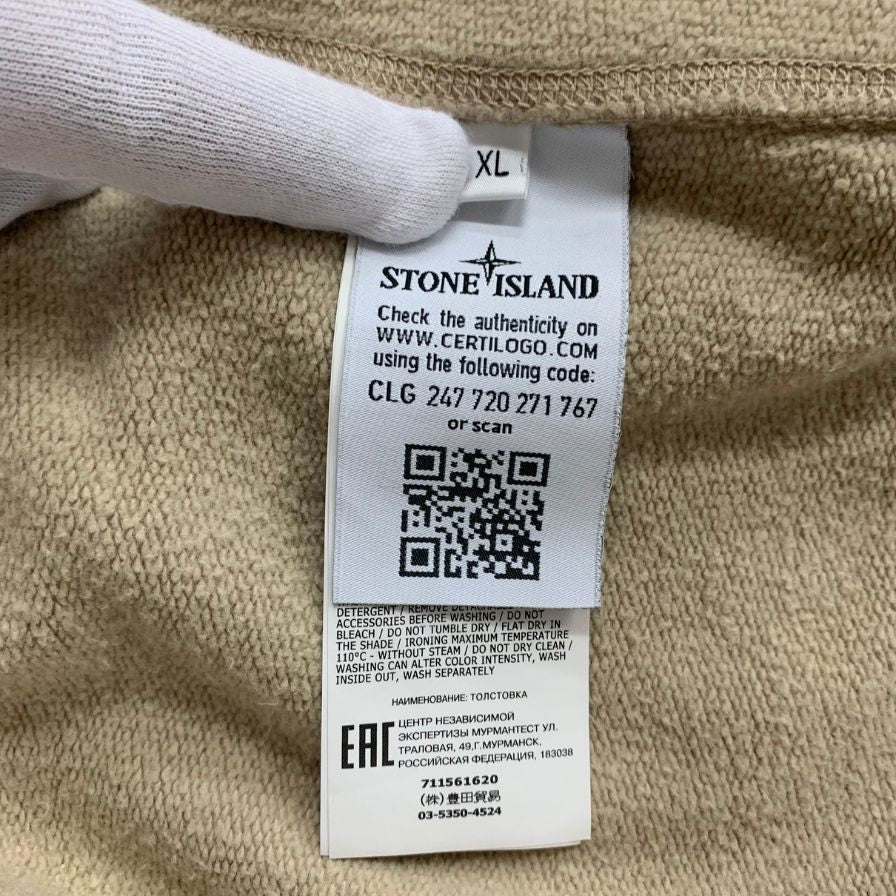 XL
STONE ISLAND
Check the authenticity on
WWW.CERTILOGO.COM
using the following code:
CLG 247 720 271 767
or scan
DETERGENT / REMOVE DETACHABLE
ACCESSORIES BEFORE WASHING / DO NOT
BLEACH / DO NOT TUMBLE DRY / FLAT DRY IN
THE SHADE / IRONING MAXIMUM TEMPERATURE
110°C - WITHOUT STEAM / DO NOT DRY CLEAN /
WASHING CAN ALTER COLOR INTENSITY, WASH
INSIDE OUT, WASH SEPARATELY
НАИМЕНОВАНИЕ: ТОЛСТОВКА
EAC
ЦЕНТР НЕЗАВИСИМОЙ
ЭКСПЕРТИЗЫ МУРМАНТЕСТ УЛ.
ТРАЛОВАЯ, 49,Г.МУРМАНСК,
РОССИЙСКАЯ ФЕДЕРАЦИЯ, 183038
711561620
(株)豊田貿易
03-5350-4524